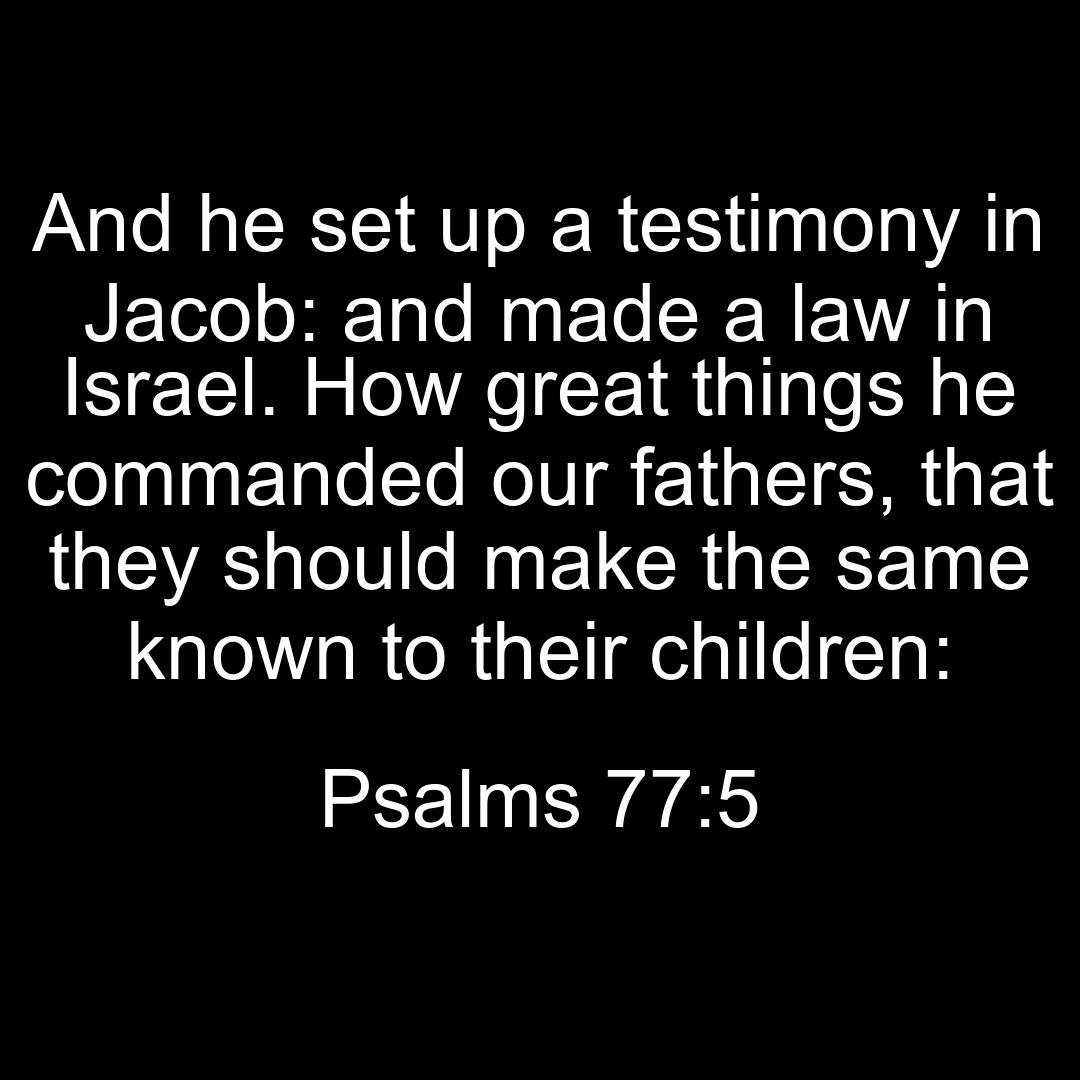 And he set up a testimony in
Jacob: and made a law in
Israel. How great things he
commanded our fathers, that
they should make the same
known to their children:
Psalms 77:5